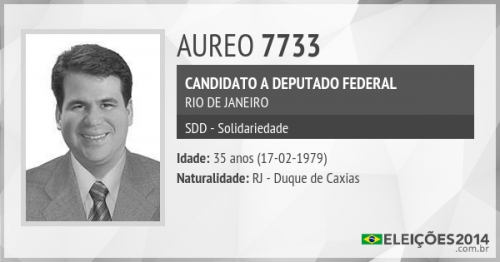 AUREO 7733
CANDIDATO A DEPUTADO FEDERAL
RIO DE JANEIRO
SDD - Solidariedade
Idade: 35 anos (17-02-1979)
Naturalidade: RJ - Duque de Caxias
ELEIÇÕES2014
.com.br